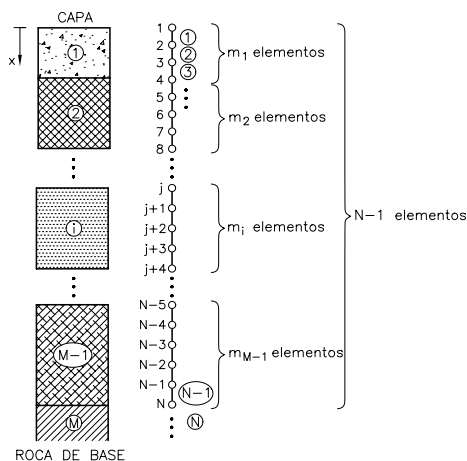 CAPA
x
1
2
3
4
5
6
7
8
j
j+1
j+2
j+3
j+4
N-5
N-4
N-3
N-2
N-1
N
1
2
i
M-1
M
ROCA DE BASE
1
2
3
N-1
N
m1 elementos
m2 elementos
mi elementos
mM-1 elementos
N-1 elementos